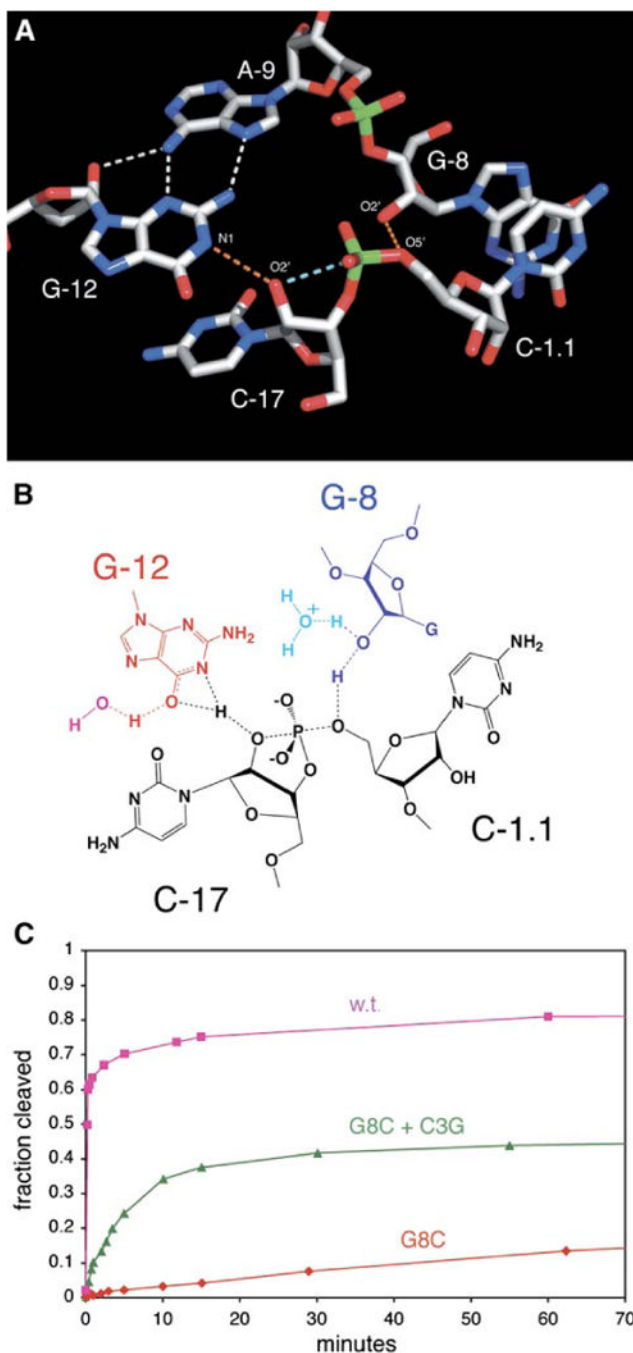 A
A-9
G-8
O2'
O5'
N1
O2'
G-12
C-1.1
C-17
B
G-8
G-12
H
O
+
H
H
O
O
G
N
N
NH2
N
N
H
O
H
O
H
H
-O
O
P
O
-O
O
O
O
N
N
H2N
O
O
O
OH
O
N
N
NH2
O
C-1.1
C-17
C
1
0.9
w.t.
0.8
0.7
0.6
G8C + C3G
0.5
0.4
0.3
G8C
0.2
0.1
0
0 10 20 30 40 50 60 70
fraction cleaved
minutes